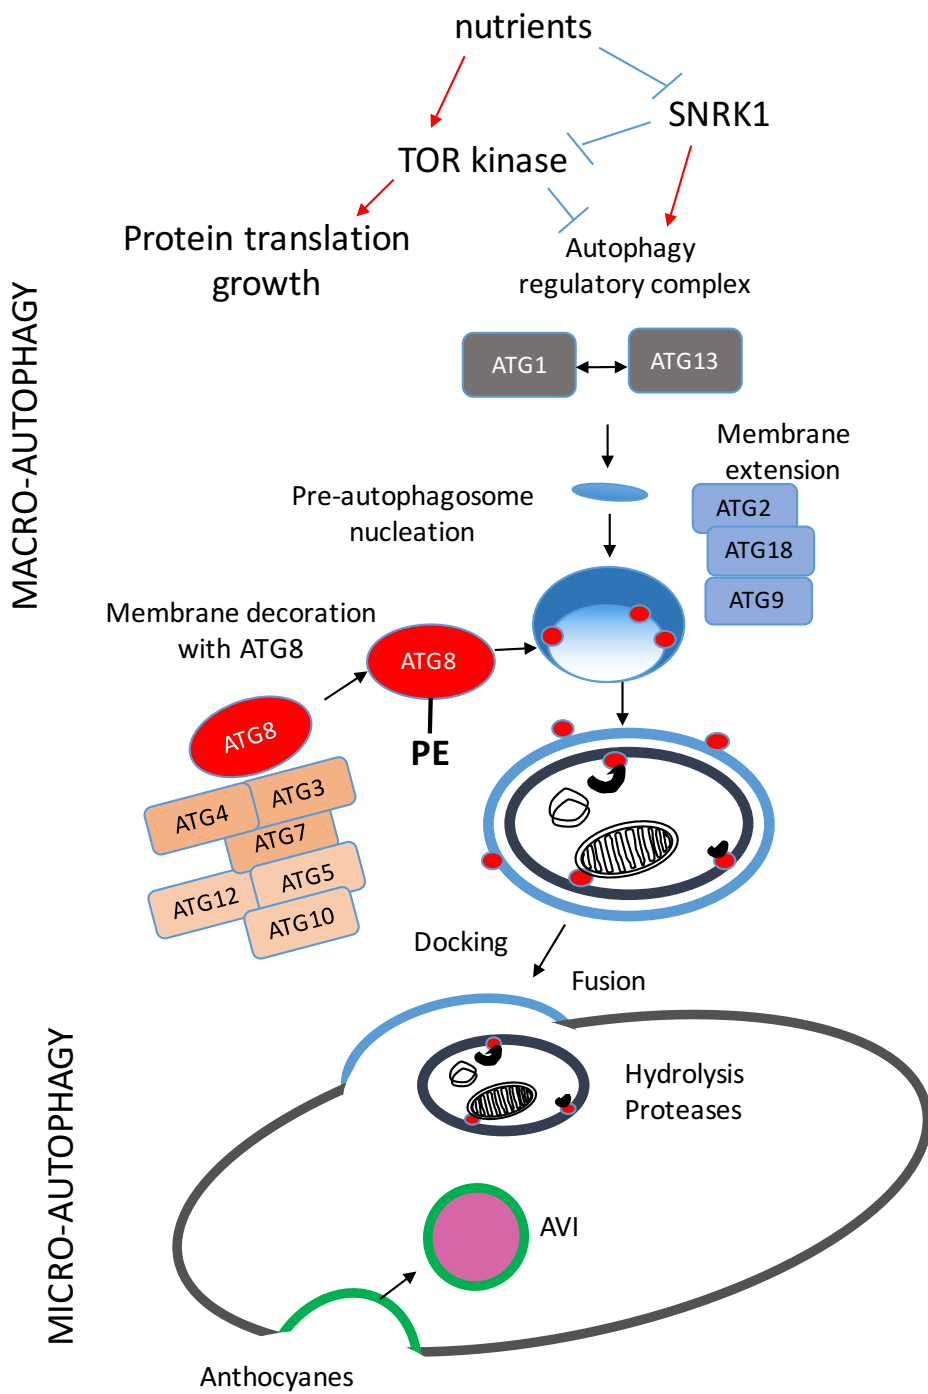 nutrients
SNRK1
TOR kinase
Protein translation
growth
Autophagy
regulatory complex
MACRO-AUTOPHAGY
ATG1
ATG13
Membrane
extension
Pre-autophagosome
nucleation
ATG2
ATG18
ATG9
Membrane decoration
with ATG8
ATG8
PE
ATG8
ATG3
ATG4
ATG7
ATG5
ATG12
ATG10
Docking
Fusion
MICRO-AUTOPHAGY
Hydrolysis
Proteases
AVI
Anthocyanes